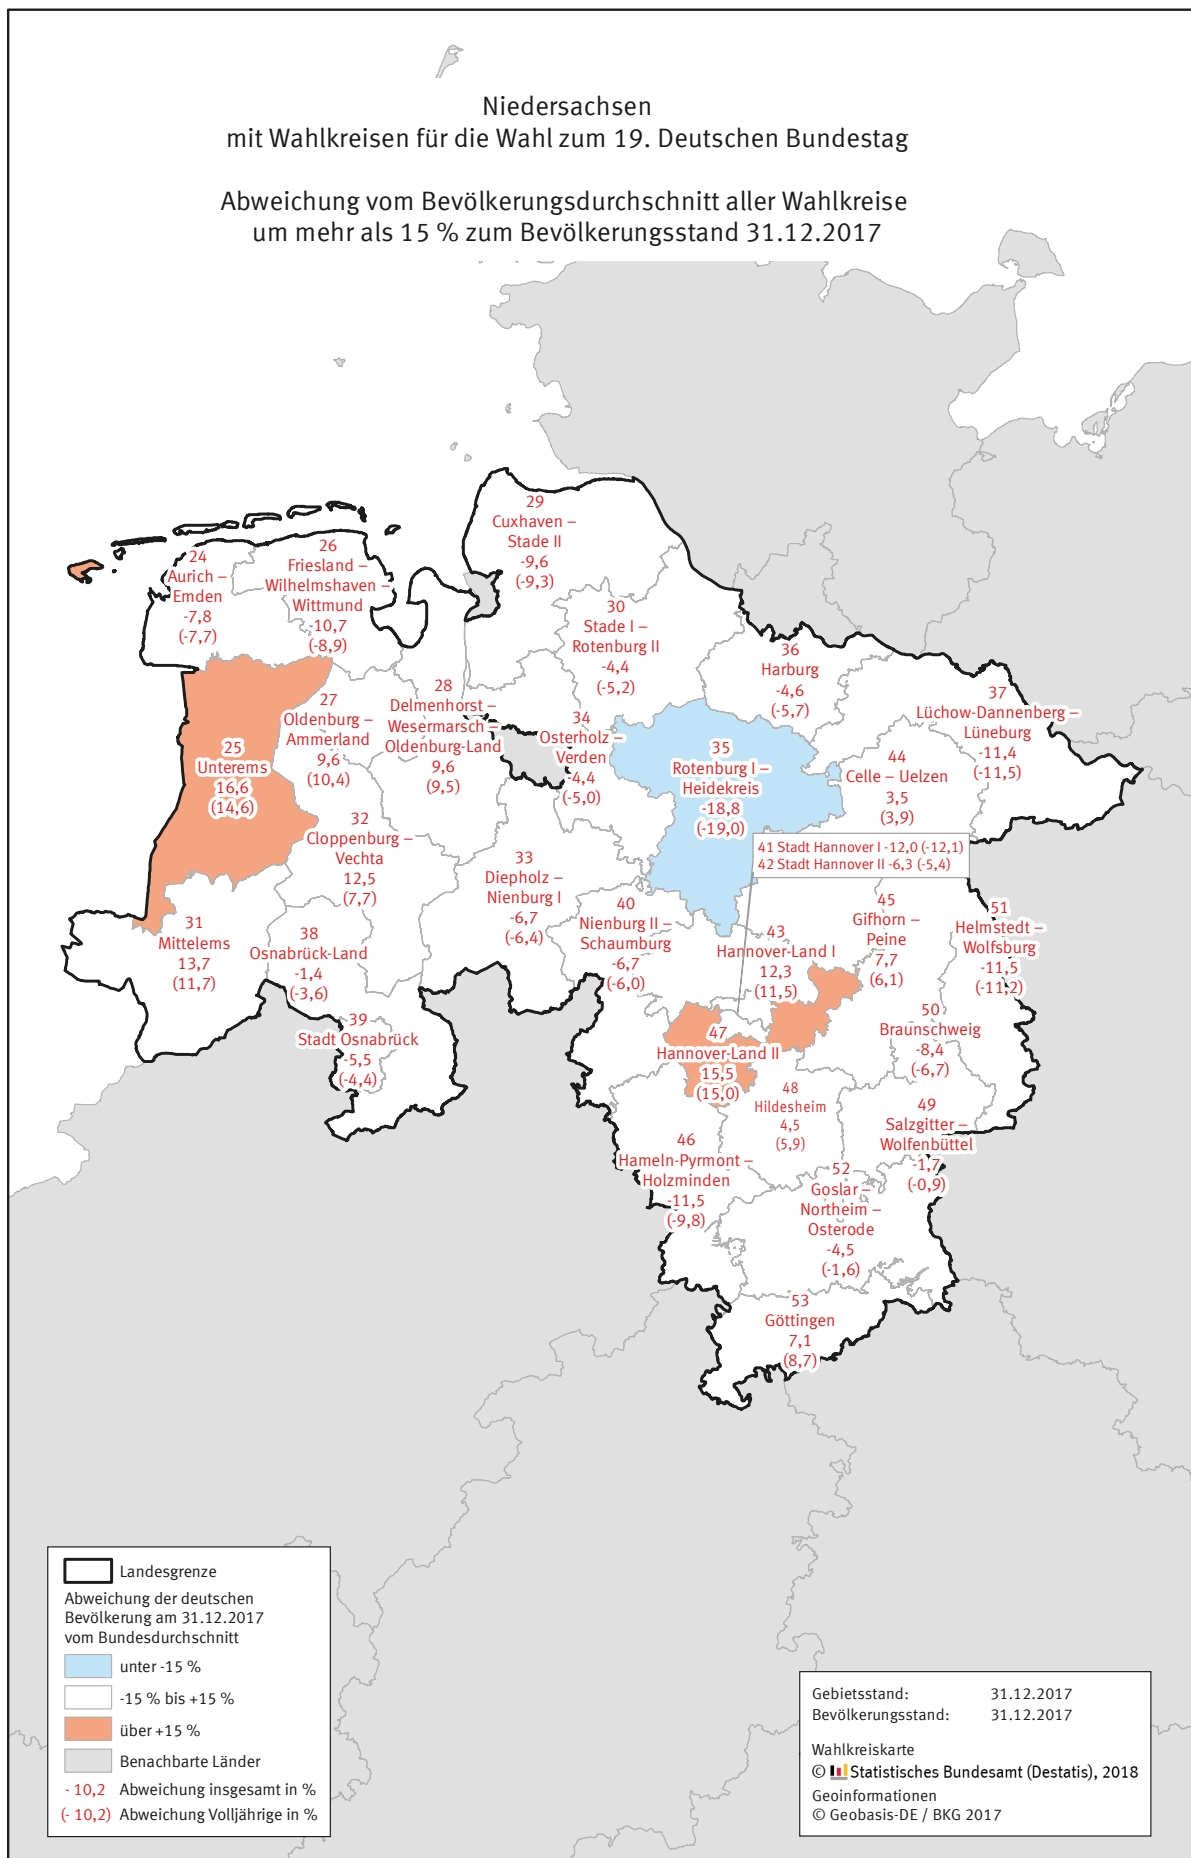 Niedersachsen
mit Wahlkreisen für die Wahl zum 19. Deutschen Bundestag
Abweichung vom Bevölkerungsdurchschnitt aller Wahlkreise
um mehr als 15 % zum Bevölkerungsstand 31.12.2017
29
Cuxhaven –
Stade II
-9,6
(-9,3)
24
Aurich –
Emden
-7,8
(-7,7)
26
Friesland –
Wilhelmshaven –
Wittmund
-10,7
(-8,9)
30
Stade I –
Rotenburg II
-4,4
(-5,2)
36
Harburg
-4,6
(-5,7)
37
Lüchow-Dannenberg –
Lüneburg
-11,4
(-11,5)
25
Unterems
16,6
(14,6)
27
Oldenburg –
Ammerland
9,6
(10,4)
28
Delmenhorst –
Wesermarsch –
Oldenburg-Land
9,6
(9,5)
34
Osterholz –
Verden
-4,4
(-5,0)
35
Rotenburg I –
Heidekreis
-18,8
(-19,0)
44
Celle – Uelzen
3,5
(3,9)
32
Cloppenburg –
Vechta
12,5
(7,7)
33
Diepholz –
Nienburg I
-6,7
(-6,4)
41 Stadt Hannover I -12,0 (-12,1)
42 Stadt Hannover II -6,3 (-5,4)
31
Mittelems
13,7
(11,7)
38
Osnabrück-Land
-1,4
(-3,6)
40
Nienburg II –
Schaumburg
-6,7
(-6,0)
43
Hannover-Land I
12,3
(11,5)
45
Gifhorn –
Peine
7,7
(6,1)
51
Helmstedt –
Wolfsburg
-11,5
(-11,2)
39
Stadt Osnabrück
-5,5
(-4,4)
47
Hannover-Land II
15,5
(15,0)
50
Braunschweig
-8,4
(-6,7)
48
Hildesheim
4,5
(5,9)
49
Salzgitter –
Wolfenbüttel
-1,7
(-0,9)
46
Hameln-Pyrmont –
Holzminden
-11,5
(-9,8)
52
Goslar –
Northeim –
Osterode
-4,5
(-1,6)
53
Göttingen
7,1
(8,7)
Landesgrenze
Abweichung der deutschen
Bevölkerung am 31.12.2017
vom Bundesdurchschnitt
unter -15 %
-15 % bis +15 %
über +15 %
Benachbarte Länder
- 10,2 Abweichung insgesamt in %
(- 10,2) Abweichung Volljährige in %
Gebietsstand: 31.12.2017
Bevölkerungsstand: 31.12.2017
Wahlkreiskarte
© Statistisches Bundesamt (Destatis), 2018
Geoinformationen
© Geobasis-DE / BKG 2017